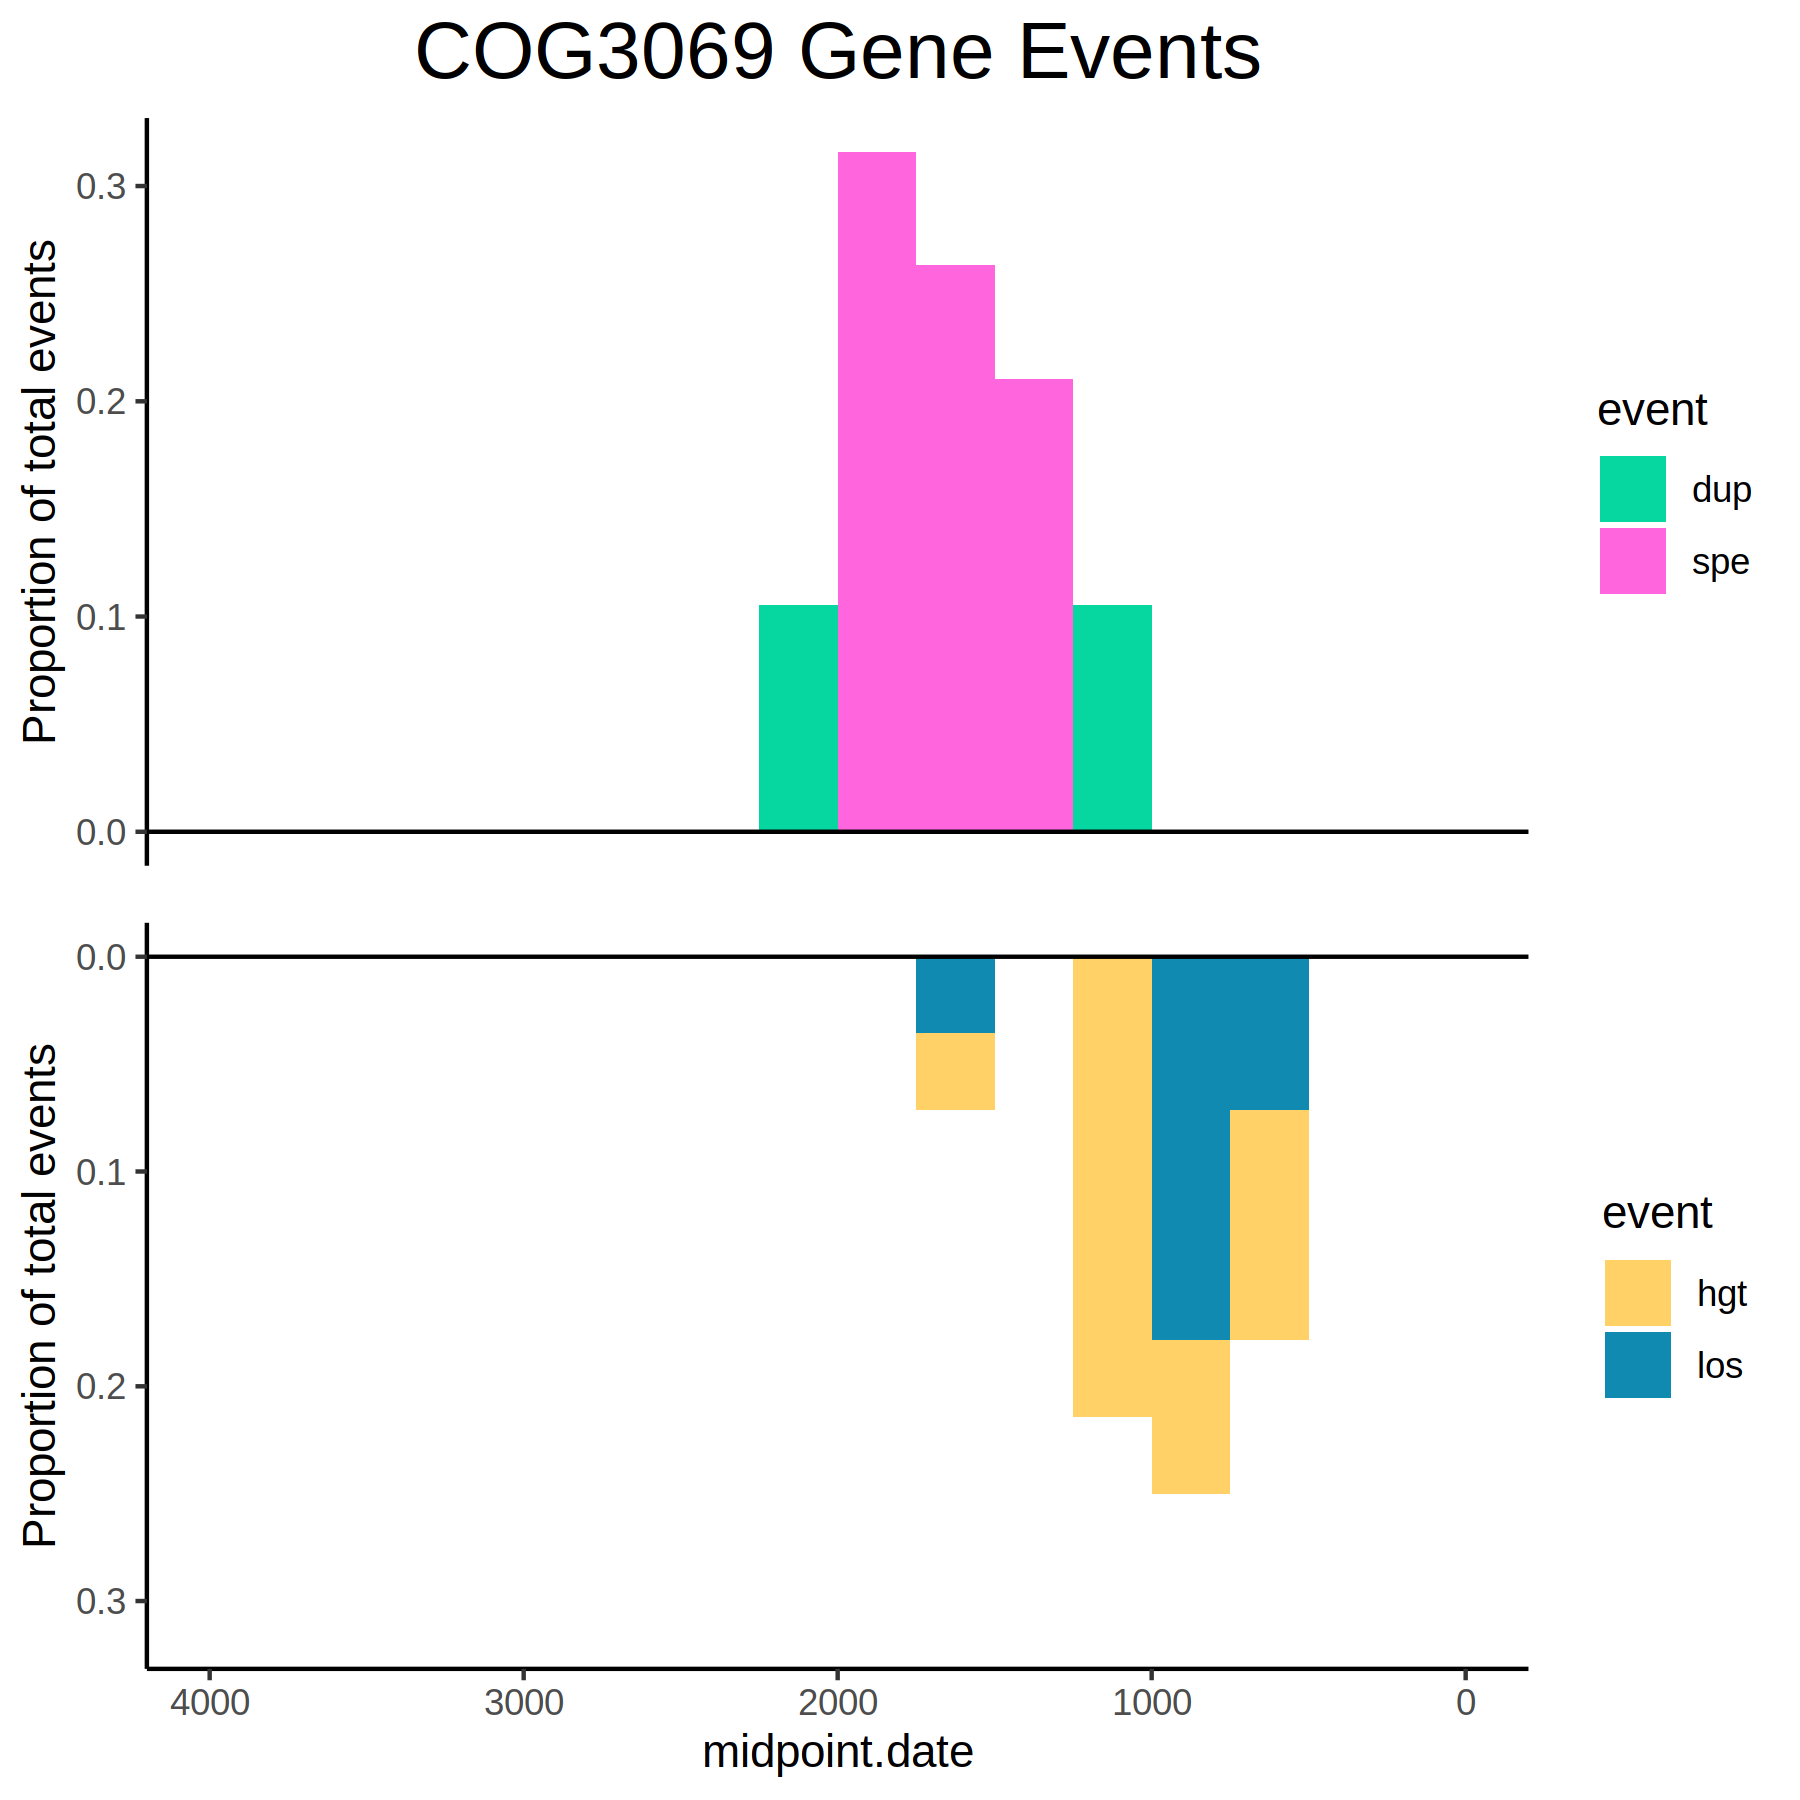 COG3069 Gene Events
Proportion of total events
0.3
0.2
0.1
0.0
event
dup
spe
Proportion of total events
0.0
0.1
0.2
0.3
event
hgt
los
4000 3000 2000 1000 0
midpoint.date